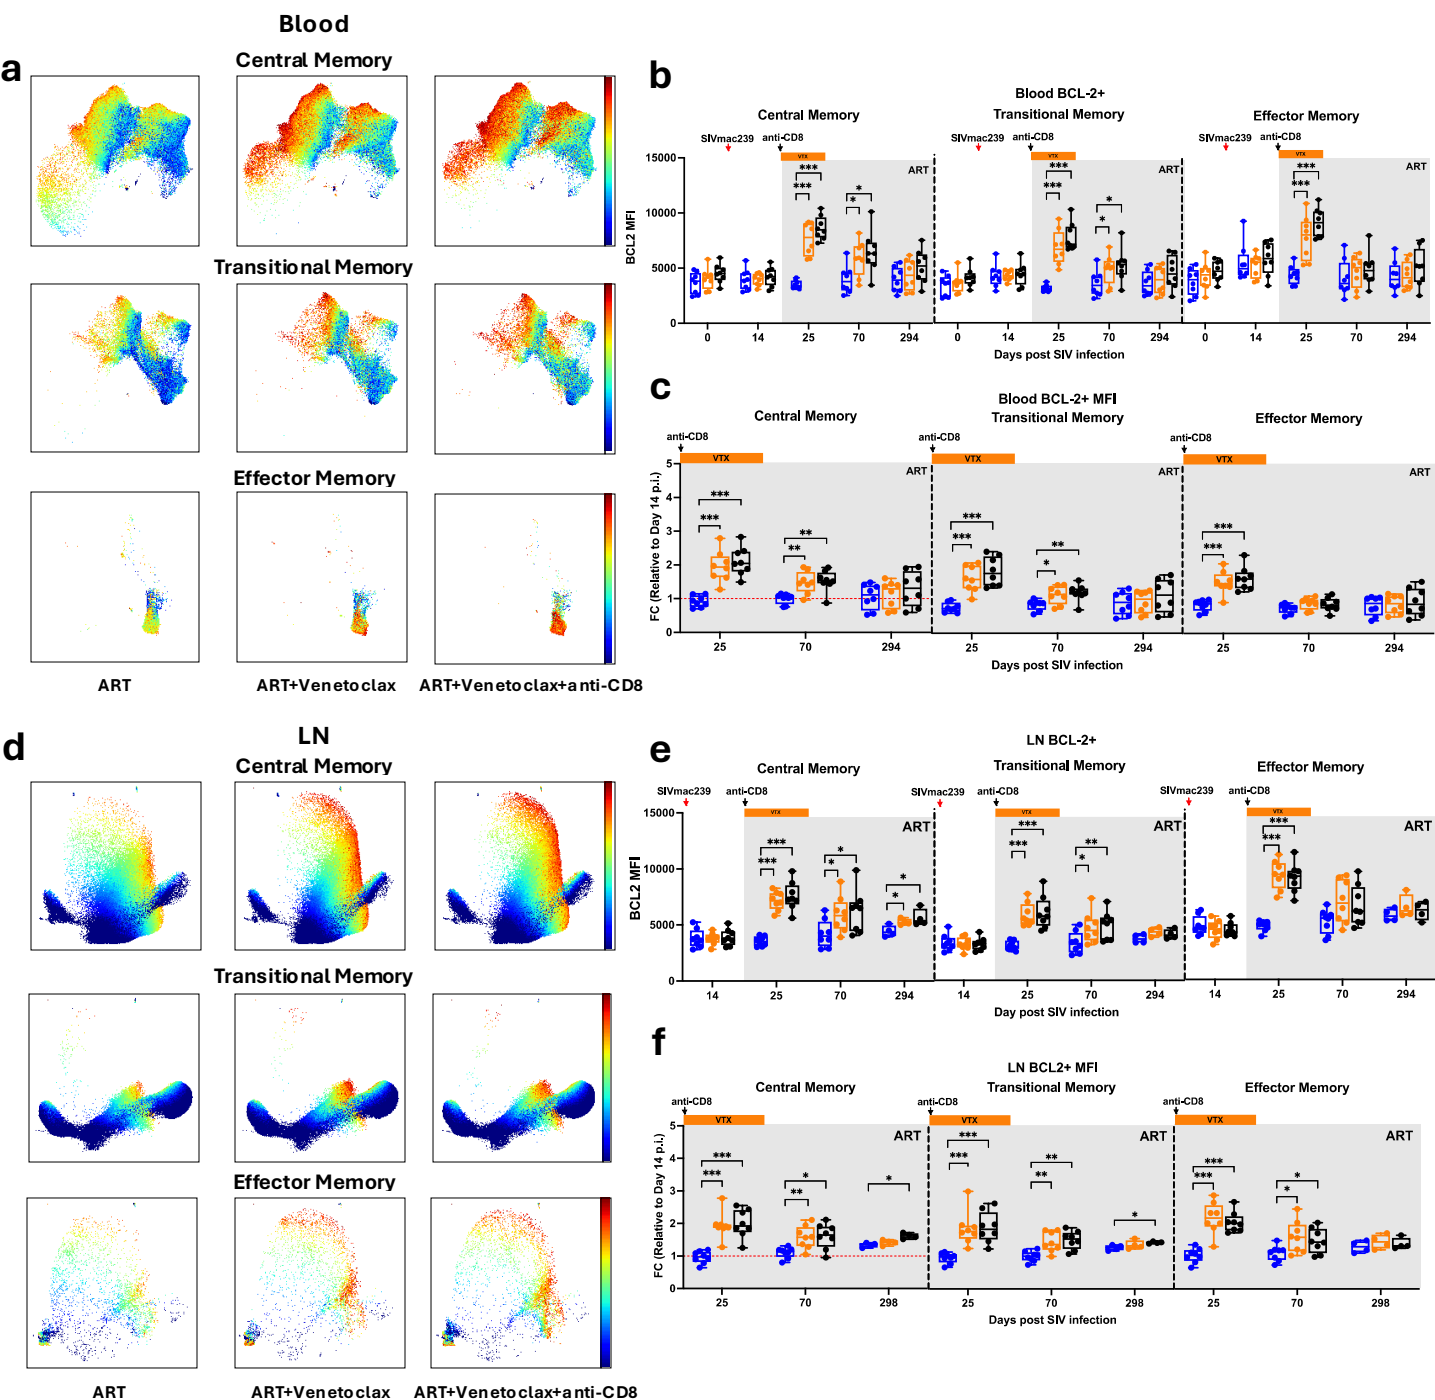 Blood
a
Central Memory
Transitional Memory
Effector Memory
ART
ART+Venetoclax
ART+Venetoclax+anti-CD8
b
Blood BCL-2+
Central Memory
Transitional Memory
Effector Memory
SIVmac239
anti-CD8
SIVmac239
anti-CD8
SIVmac239
anti-CD8
VTX
VTX
VTX
ART
ART
ART
*** *** * *
*** *** * *
*** ***
BCL2 MFI
15000
10000
5000
0
0 14 25 70 294
0 14 25 70 294
0 14 25 70 294
Days post SIV infection
c
Blood BCL-2+ MFI
Central Memory
Transitional Memory
Effector Memory
anti-CD8
anti-CD8
anti-CD8
VTX
VTX
VTX
ART
ART
ART
*** *** ** **
*** *** * **
*** ***
FC (Relative to Day 14 p.i.)
5
4
3
2
1
0
25 70 294
25 70 294
25 70 294
Days post SIV infection
LN
d
Central Memory
Transitional Memory
Effector Memory
ART
ART+Venetoclax
ART+Venetoclax+anti-CD8
e
LN BCL-2+
Central Memory
Transitional Memory
Effector Memory
SIVmac239
anti-CD8
SIVmac239
anti-CD8
SIVmac239
anti-CD8
VTX
VTX
VTX
ART
ART
ART
*** *** * * * *
*** *** * **
*** ***
BCL2 MFI
15000
10000
5000
0
14 25 70 294
14 25 70 294
14 25 70 294
Day post SIV infection
f
LN BCL2+ MFI
Central Memory
Transitional Memory
Effector Memory
anti-CD8
anti-CD8
anti-CD8
VTX
VTX
VTX
ART
ART
ART
*** *** ** * *
*** *** ** ** *
*** *** * *
FC (Relative to Day 14 p.i.)
5
4
3
2
1
0
25 70 298
25 70 298
25 70 298
Days post SIV infection